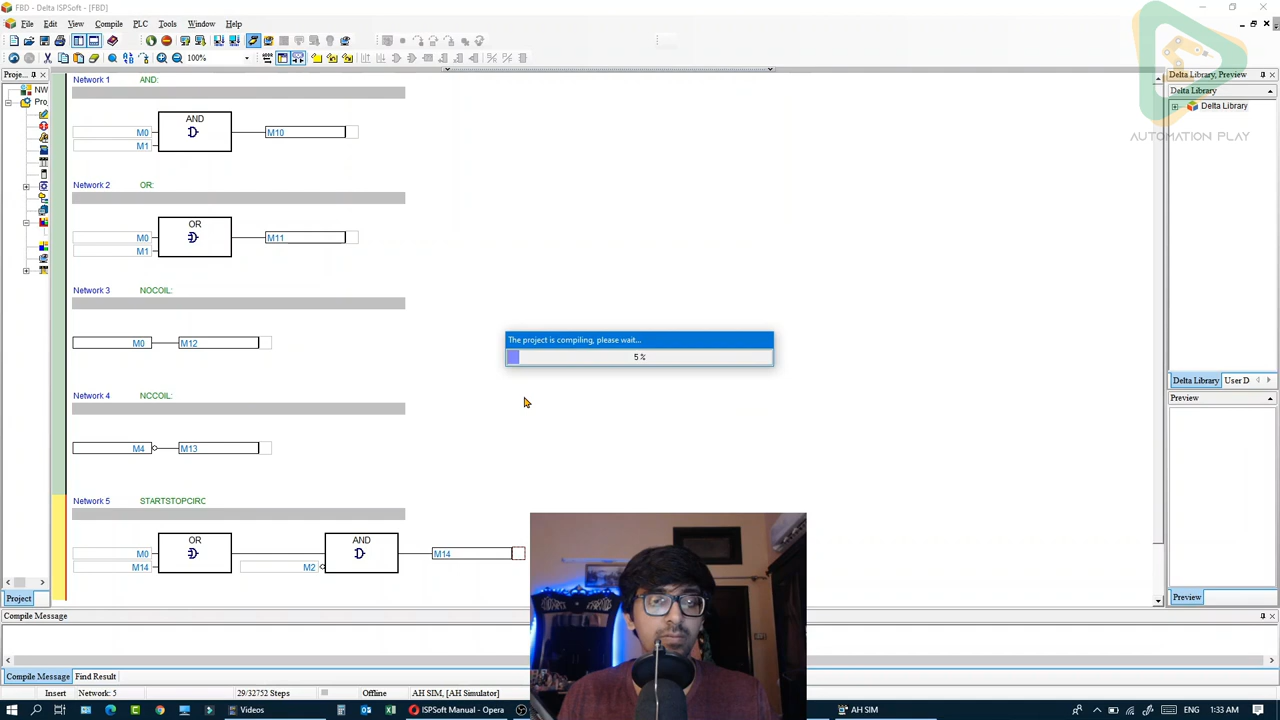 FBD - Delta ISPSoft - [FBD]
File Edit View Compile PLC Tools Window Help
100%
Proje...
NW
Pro
Network 1 AND:
AND
M0
M1
M10
Network 2 OR:
OR
M0
M1
M11
Network 3 NOCOIL:
M0
M12
Network 4 NCCOIL:
M4
M13
Network 5 STARTSTOPCIRC
OR
AND
M0
M14
M2
M14
The project is compiling, please wait...
5 %
Delta Library, Preview
Delta Library
Delta Library
AUTOMATION PLAY
Delta Library User D
Preview
Preview
Project
Compile Message
Compile Message Find Result
Insert Network: 5 29/32752 Steps Offline AH SIM, [AH Simulator]
Videos ISPSoft Manual - Opera AH SIM ENG 1:33 AM